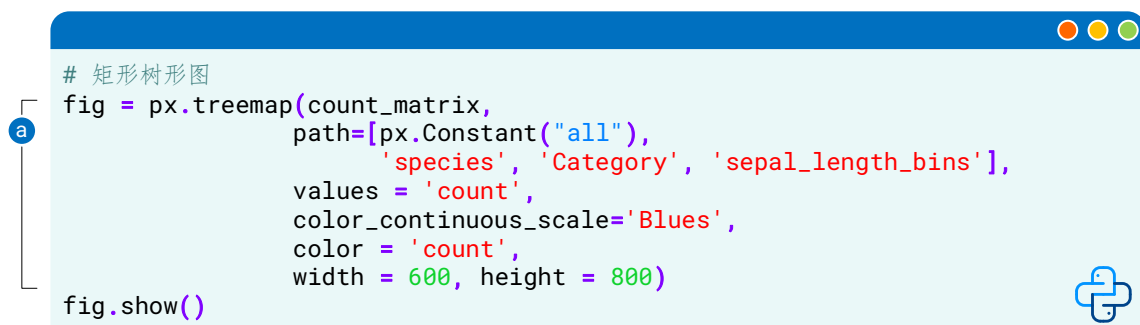 # 矩形树形图
fig = px.treemap(count_matrix,
a
path=[px.Constant("all"),
'species', 'Category', 'sepal_length_bins'],
values = 'count',
color_continuous_scale='Blues',
color = 'count',
width = 600, height = 800)
fig.show()